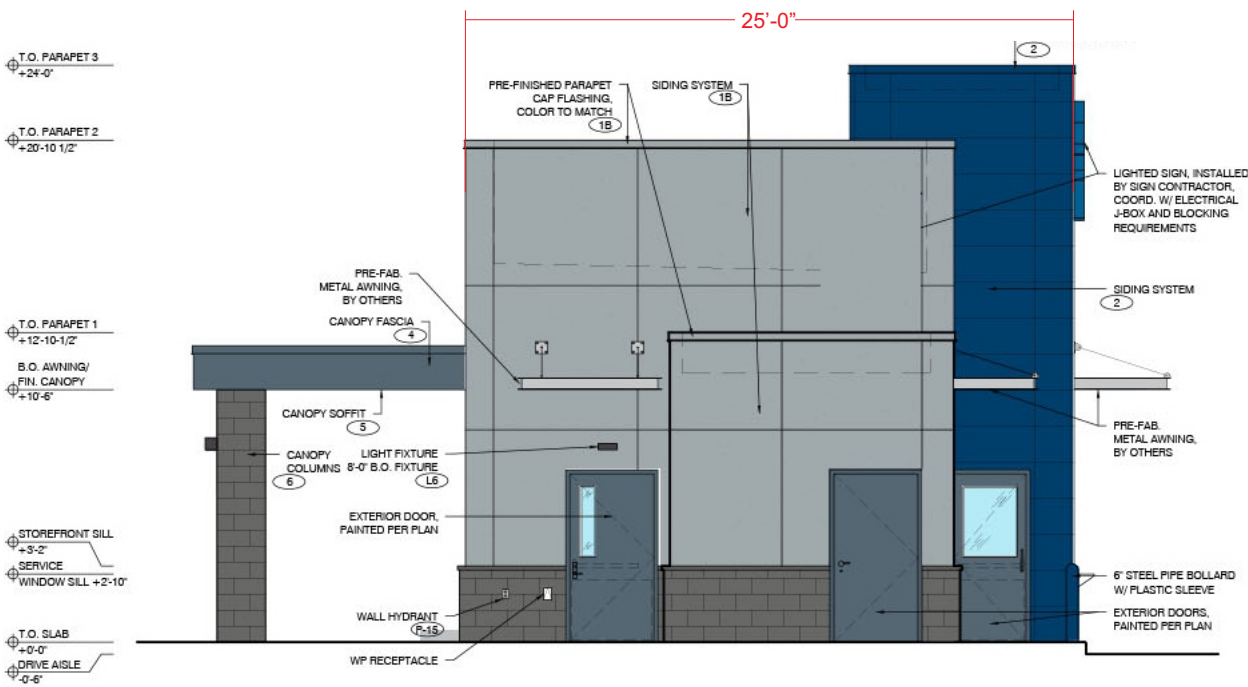 25'-0"
T.O. PARAPET 3
+24'-0"
2
PRE-FINISHED PARAPET
CAP FLASHING,
COLOR TO MATCH
1B
SIDING SYSTEM
1B
T.O. PARAPET 2
+20'-10 1/2"
LIGHTED SIGN, INSTALLED
BY SIGN CONTRACTOR,
COORD. W/ ELECTRICAL
J-BOX AND BLOCKING
REQUIREMENTS
PRE-FAB.
METAL AWNING,
BY OTHERS
SIDING SYSTEM
2
T.O. PARAPET 1
+12'-10-1/2"
CANOPY FASCIA
4
B.O. AWNING/
FIN. CANOPY
+10'-6"
CANOPY SOFFIT
5
PRE-FAB.
METAL AWNING,
BY OTHERS
CANOPY
COLUMNS
6
LIGHT FIXTURE
8'-0" B.O. FIXTURE
L6
EXTERIOR DOOR,
PAINTED PER PLAN
STOREFRONT SILL
+3'-2"
SERVICE
WINDOW SILL +2'-10"
6" STEEL PIPE BOLLARD
W/ PLASTIC SLEEVE
WALL HYDRANT
P-15
EXTERIOR DOORS,
PAINTED PER PLAN
T.O. SLAB
+0'-0"
WP RECEPTACLE
DRIVE AISLE
-0'-6"